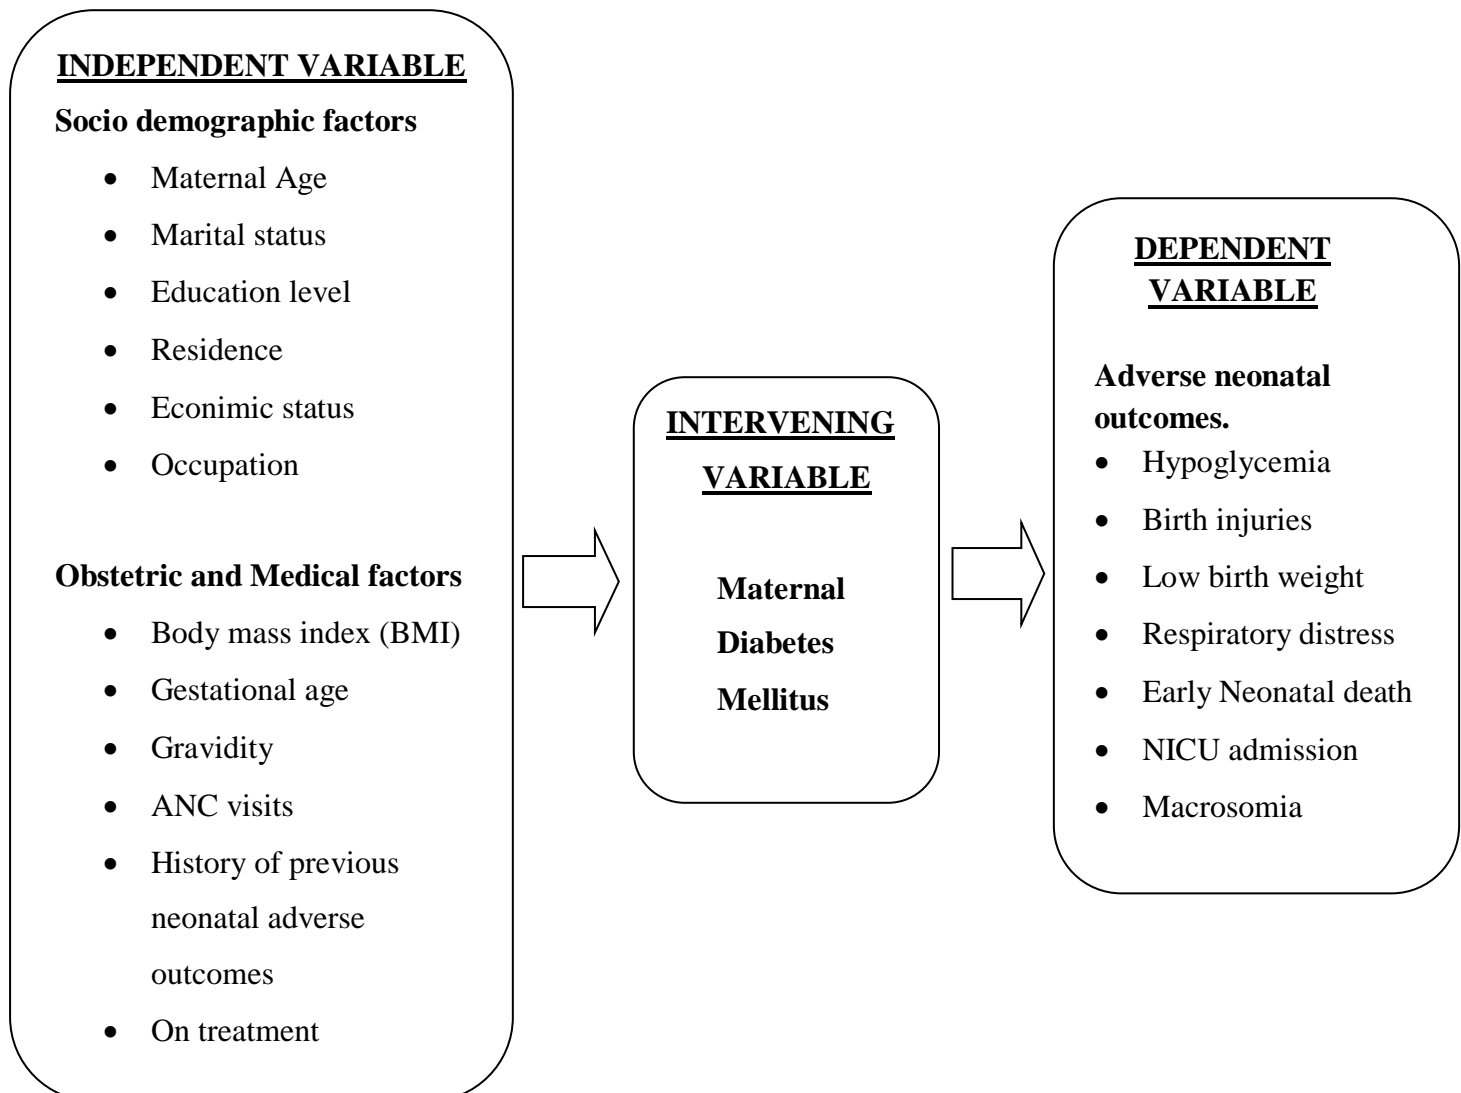 INDEPENDENT VARIABLE
Socio demographic factors
• Maternal Age
• Marital status
• Education level
• Residence
• Econimic status
• Occupation
Obstetric and Medical factors
• Body mass index (BMI)
• Gestational age
• Gravidity
• ANC visits
• History of previous
neonatal adverse
outcomes
• On treatment
INTERVENING
VARIABLE
Maternal
Diabetes
Mellitus
DEPENDENT
VARIABLE
Adverse neonatal
outcomes.
• Hypoglycemia
• Birth injuries
• Low birth weight
• Respiratory distress
• Early Neonatal death
• NICU admission
• Macrosomia